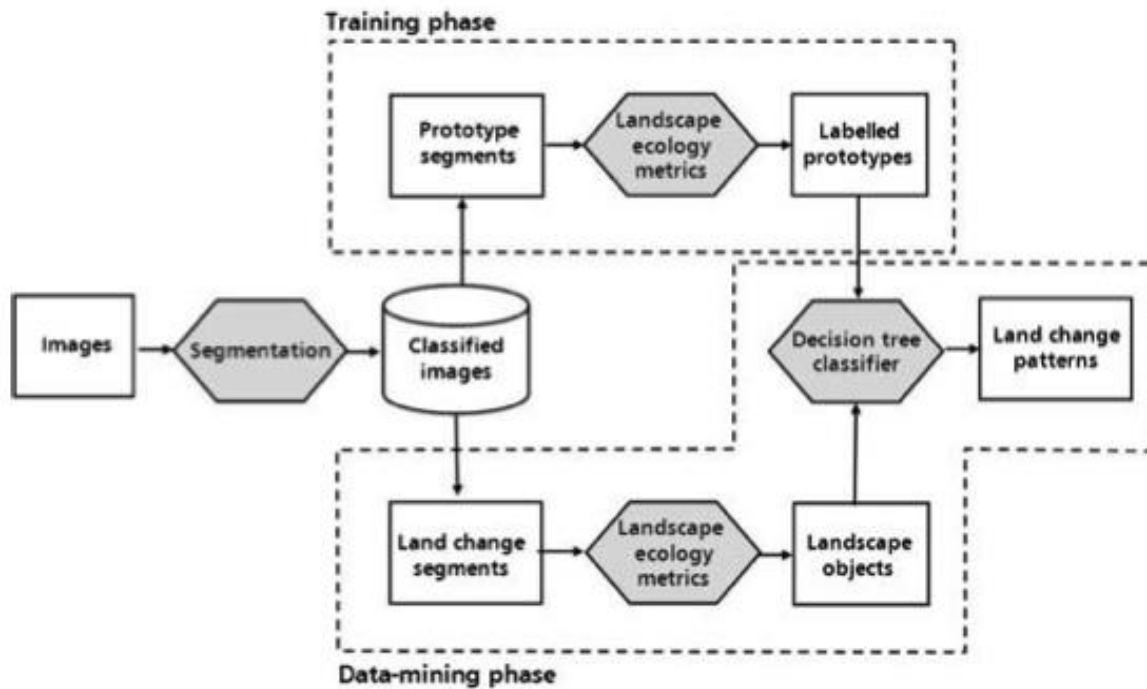 Training phase
Prototype
segments
Landscape
ecology
metrics
Labelled
prototypes
Images
Segmentation
Classified
images
Decision tree
classifier
Land change
patterns
Land change
segments
Landscape
ecology
metrics
Landscape
objects
Data-mining phase